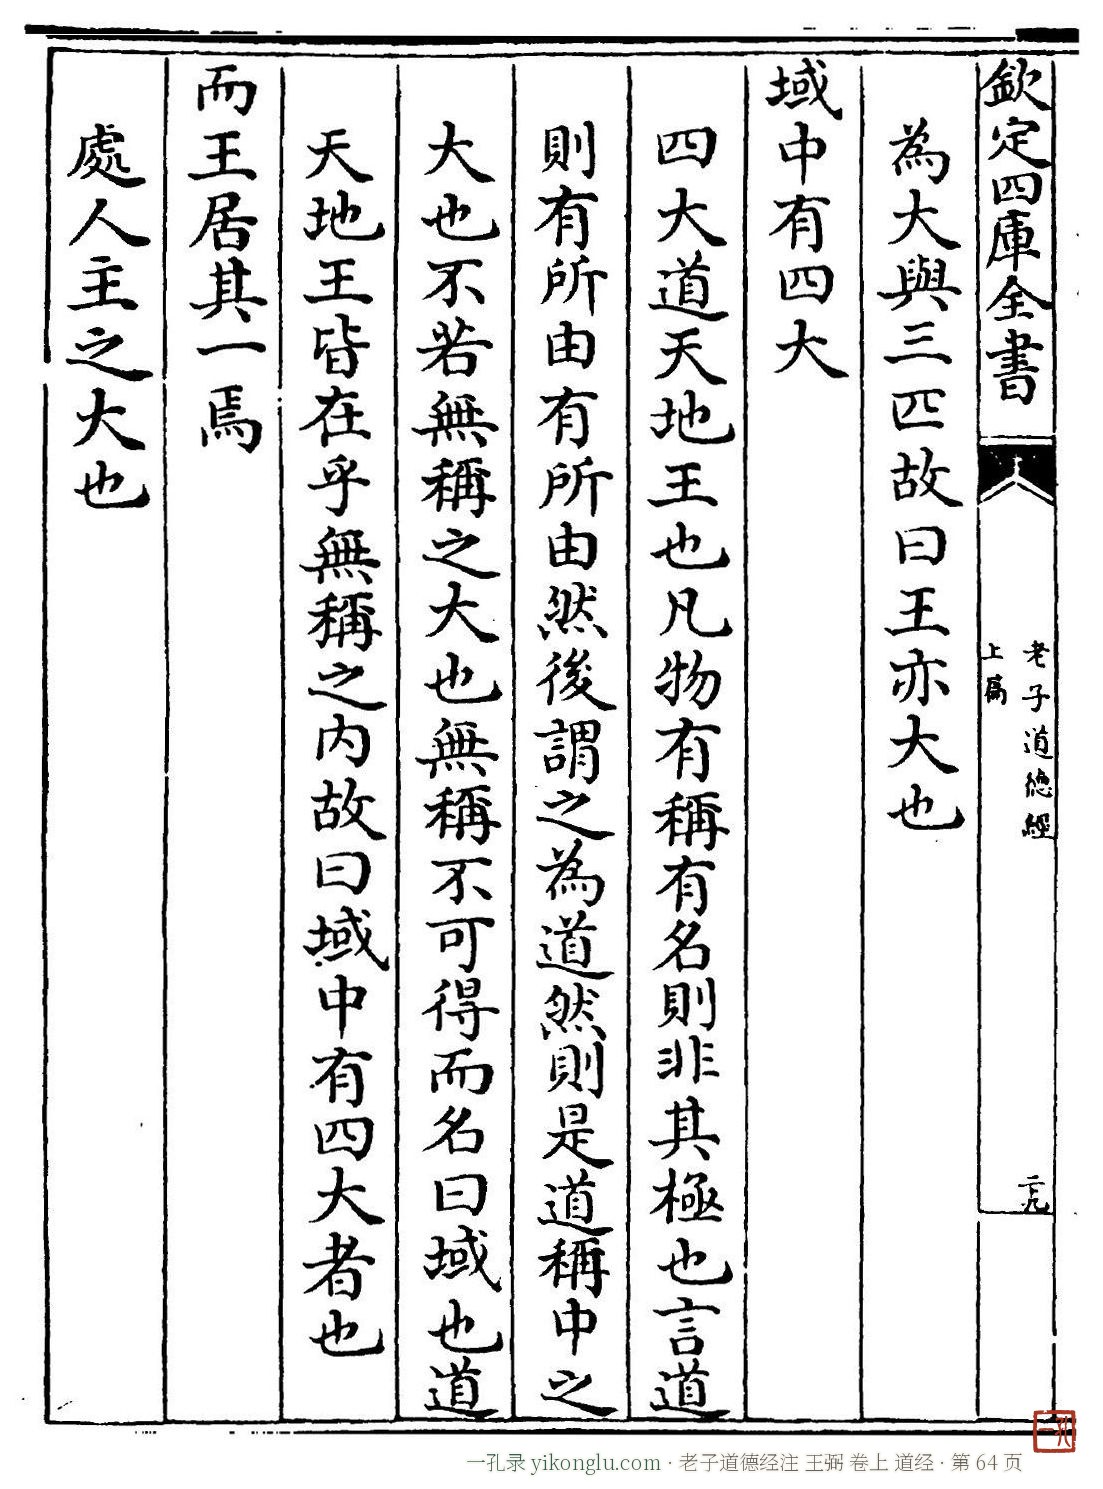 欽定四庫全書
老子道德經
上篇
為大與三匹故曰王亦大也
域中有四大
四大道天地王也凡物有稱有名則非其極也言道
則有所由有所由然後謂之為道然則是道稱中之
大也不若無稱之大也無稱不可得而名曰域也道
天地王皆在乎無稱之内故曰域中有四大者也
而王居其一焉
處人主之大也
一孔录 yikonglu.com · 老子道德经注 王弼 卷上 道经 · 第 64 页